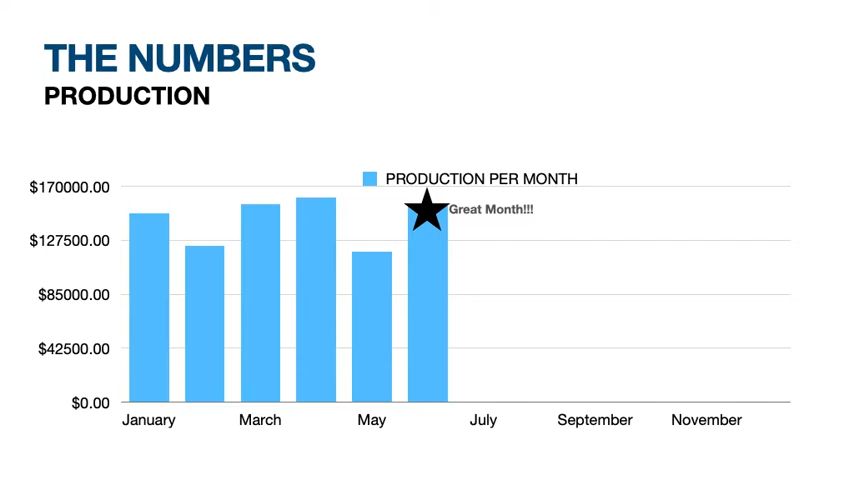 THE NUMBERS
PRODUCTION
PRODUCTION PER MONTH
$170000.00
Great Month!!!
$127500.00
$85000.00
$42500.00
$0.00
January March May July September November